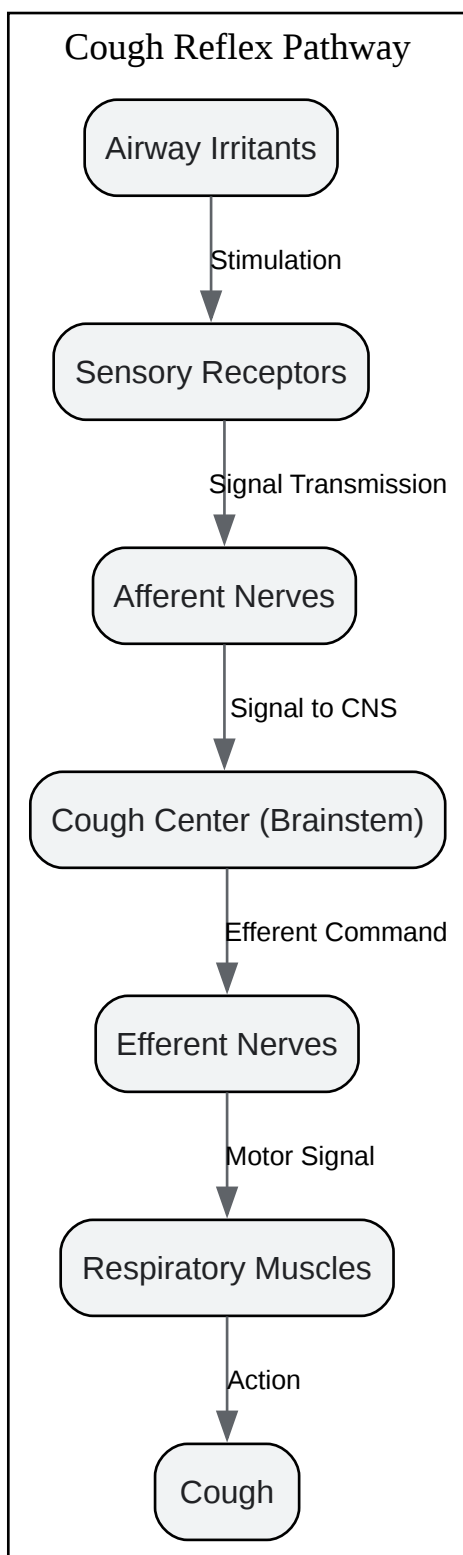 Cough Reflex Pathway
Airway Irritants
Stimulation
Sensory Receptors
Signal Transmission
Afferent Nerves
Signal to CNS
Cough Center (Brainstem)
Efferent Command
Efferent Nerves
Motor Signal
Respiratory Muscles
Action
Cough